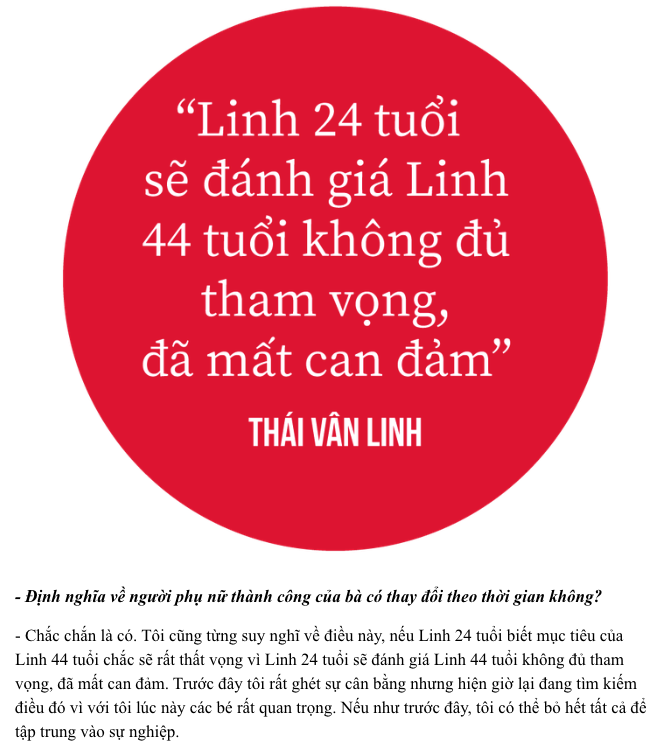 “Linh 24 tuổi
sẽ đánh giá Linh
44 tuổi không đủ
tham vọng,
đã mất can đảm”
THÁI VÂN LINH
- Định nghĩa về người phụ nữ thành công của bà có thay đổi theo thời gian không?
- Chắc chắn là có. Tôi cũng từng suy nghĩ về điều này, nếu Linh 24 tuổi biết mục tiêu của
Linh 44 tuổi chắc sẽ rất thất vọng vì Linh 24 tuổi sẽ đánh giá Linh 44 tuổi không đủ tham
vọng, đã mất can đảm. Trước đây tôi rất ghét sự cân bằng nhưng hiện giờ lại đang tìm kiếm
điều đó vì với tôi lúc này các bé rất quan trọng. Nếu như trước đây, tôi có thể bỏ hết tất cả để
tập trung vào sự nghiệp.